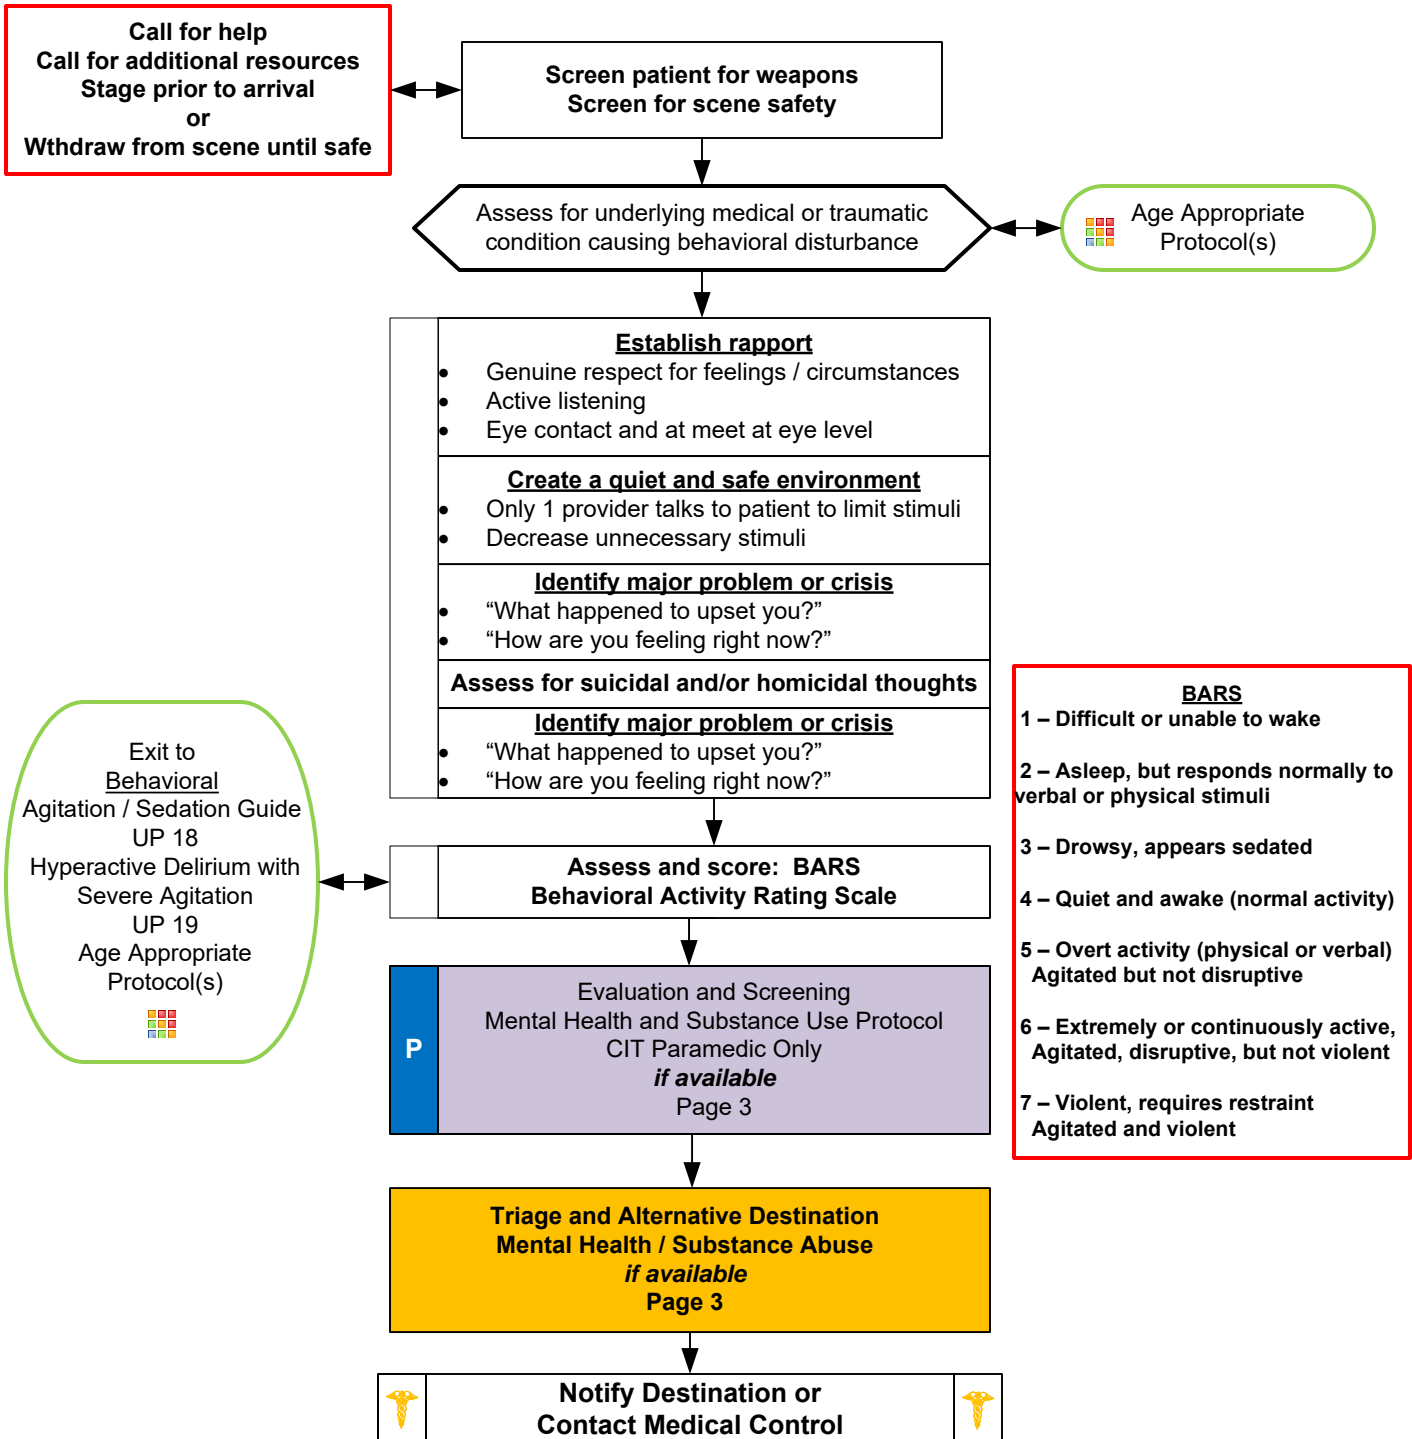 Call for help
Call for additional resources
Stage prior to arrival
or
Wthdraw from scene until safe
Screen patient for weapons
Screen for scene safety
Assess for underlying medical or traumatic
condition causing behavioral disturbance
Age Appropriate
Protocol(s)
Establish rapport
• Genuine respect for feelings / circumstances
• Active listening
• Eye contact and at meet at eye level
Create a quiet and safe environment
• Only 1 provider talks to patient to limit stimuli
• Decrease unnecessary stimuli
Identify major problem or crisis
• “What happened to upset you?”
• “How are you feeling right now?”
Assess for suicidal and/or homicidal thoughts
Identify major problem or crisis
• “What happened to upset you?”
• “How are you feeling right now?”
Exit to
Behavioral
Agitation / Sedation Guide
UP 18
Hyperactive Delirium with
Severe Agitation
UP 19
Age Appropriate
Protocol(s)
Assess and score: BARS
Behavioral Activity Rating Scale
BARS
1 – Difficult or unable to wake
2 – Asleep, but responds normally to
verbal or physical stimuli
3 – Drowsy, appears sedated
4 – Quiet and awake (normal activity)
5 – Overt activity (physical or verbal)
Agitated but not disruptive
6 – Extremely or continuously active,
Agitated, disruptive, but not violent
7 – Violent, requires restraint
Agitated and violent
P
Evaluation and Screening
Mental Health and Substance Use Protocol
CIT Paramedic Only
if available
Page 3
Triage and Alternative Destination
Mental Health / Substance Abuse
if available
Page 3
Notify Destination or
Contact Medical Control